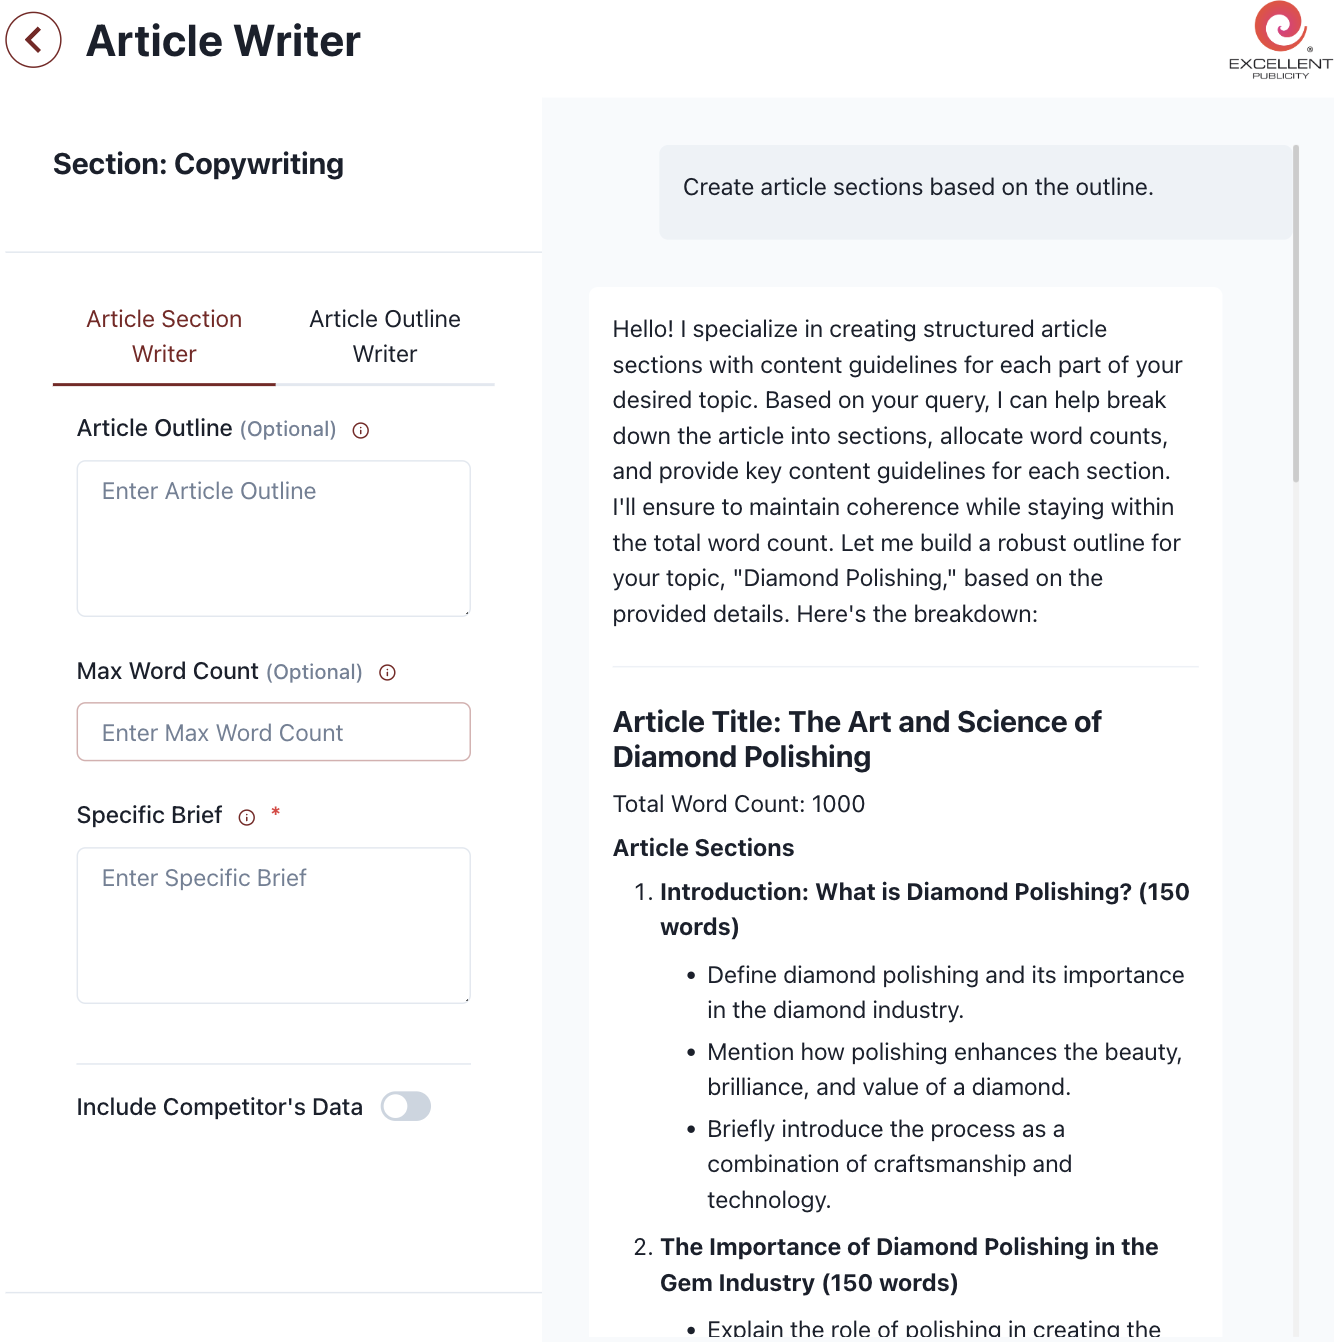 Article Writer
EXCELLENT
PUBLICITY
Section: Copywriting
Article Section
Writer
Article Outline
Writer
Article Outline (Optional)
Enter Article Outline
Max Word Count (Optional)
Enter Max Word Count
Specific Brief *
Enter Specific Brief
Include Competitor's Data
Create article sections based on the outline.
Hello! I specialize in creating structured article
sections with content guidelines for each part of your
desired topic. Based on your query, I can help break
down the article into sections, allocate word counts,
and provide key content guidelines for each section.
I'll ensure to maintain coherence while staying within
the total word count. Let me build a robust outline for
your topic, "Diamond Polishing," based on the
provided details. Here's the breakdown:
Article Title: The Art and Science of
Diamond Polishing
Total Word Count: 1000
Article Sections
1. Introduction: What is Diamond Polishing? (150
words)
• Define diamond polishing and its importance
in the diamond industry.
• Mention how polishing enhances the beauty,
brilliance, and value of a diamond.
• Briefly introduce the process as a
combination of craftsmanship and
technology.
2. The Importance of Diamond Polishing in the
Gem Industry (150 words)
• Explain the role of polishing in creating the